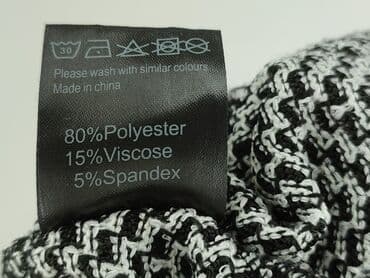 30
Please wash with similar colours
Made in china
80%Polyester
15%Viscose
5%Spandex